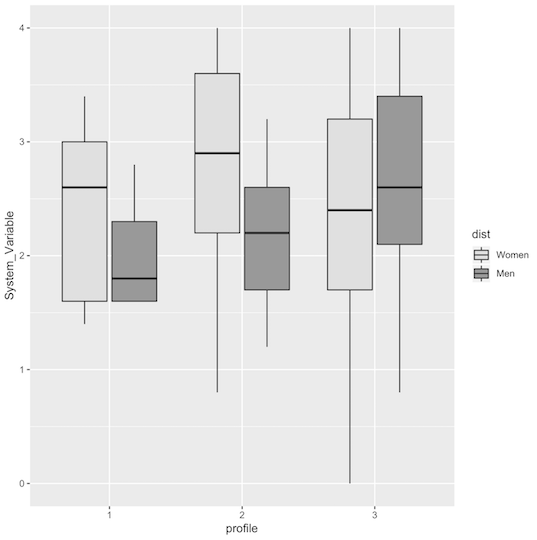 4
3
2
1
0
System_Variable
1 2 3
profile
dist
Women
Men